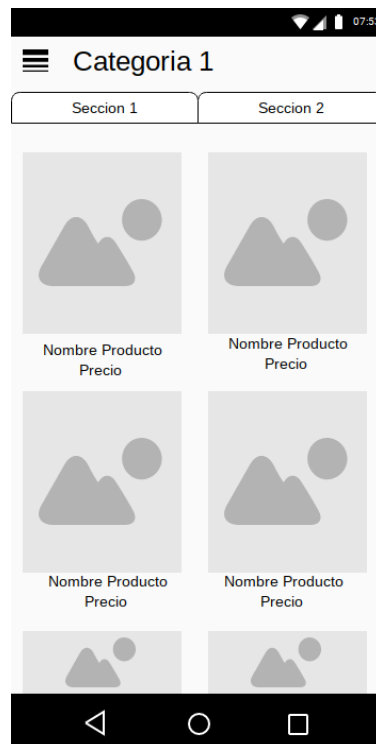 07:53
Categoria 1
Seccion 1
Seccion 2
Nombre Producto
Precio
Nombre Producto
Precio
Nombre Producto
Precio
Nombre Producto
Precio